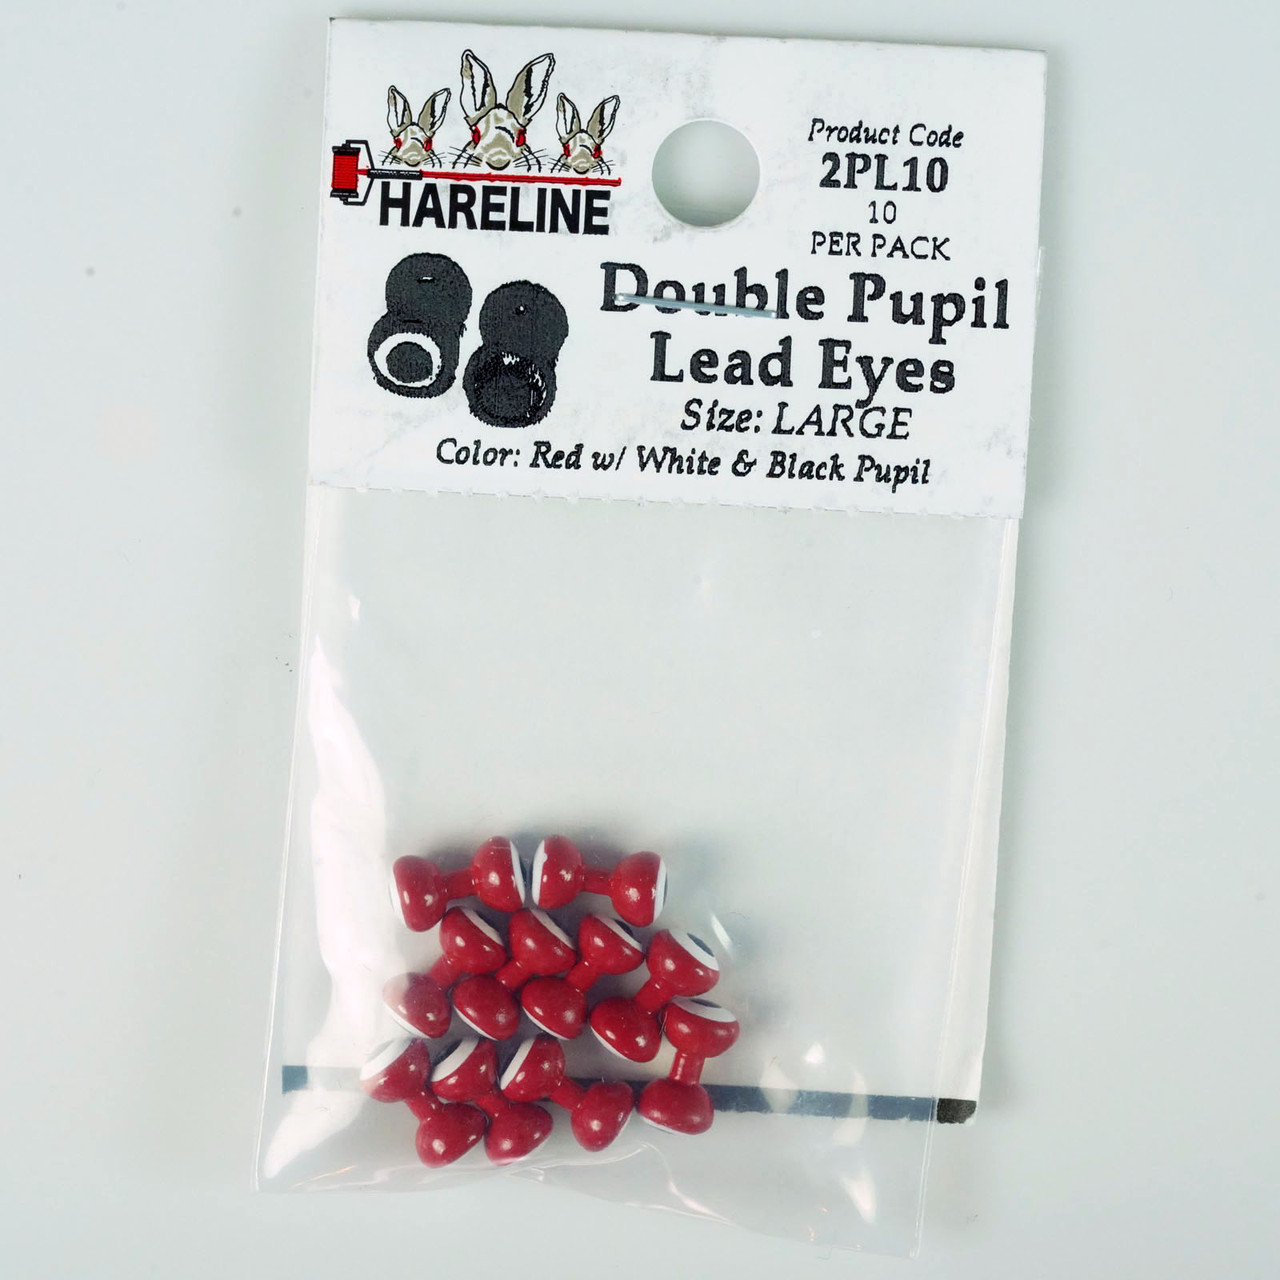 HARELINE
Product Code
2PL10
10
PER PACK
Double Pupil
Lead Eyes
Size: LARGE
Color: Red w/ White & Black Pupil